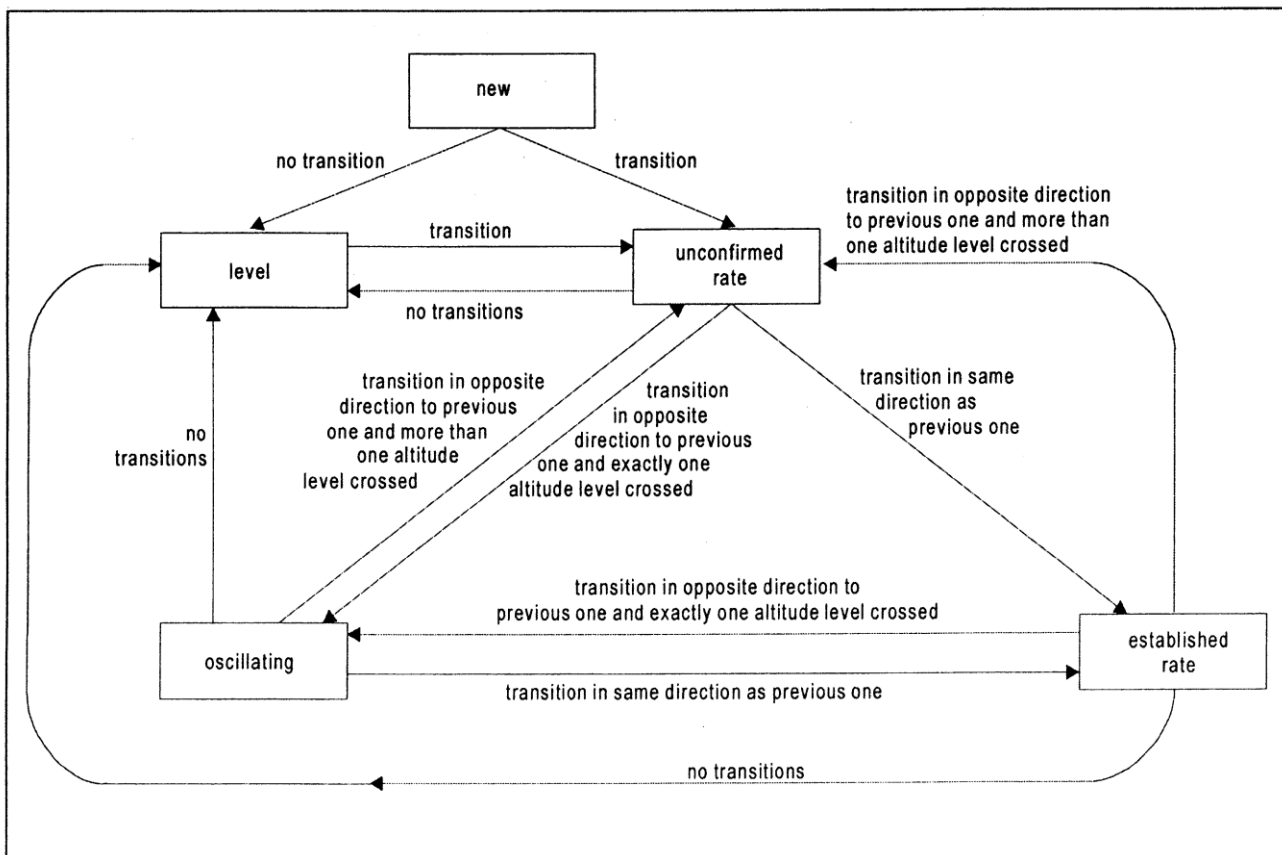 new
no transition
transition
transition in opposite direction
to previous one and more than
one altitude level crossed
level
transition
unconfirmed
rate
no transitions
transition in opposite
direction to previous
one and more than
one altitude
level crossed
transition
in opposite
direction to previous
one and exactly one
altitude level crossed
transition in same
direction as
previous one
no
transitions
transition in opposite direction to
previous one and exactly one altitude level crossed
oscillating
established
rate
transition in same direction as previous one
no transitions